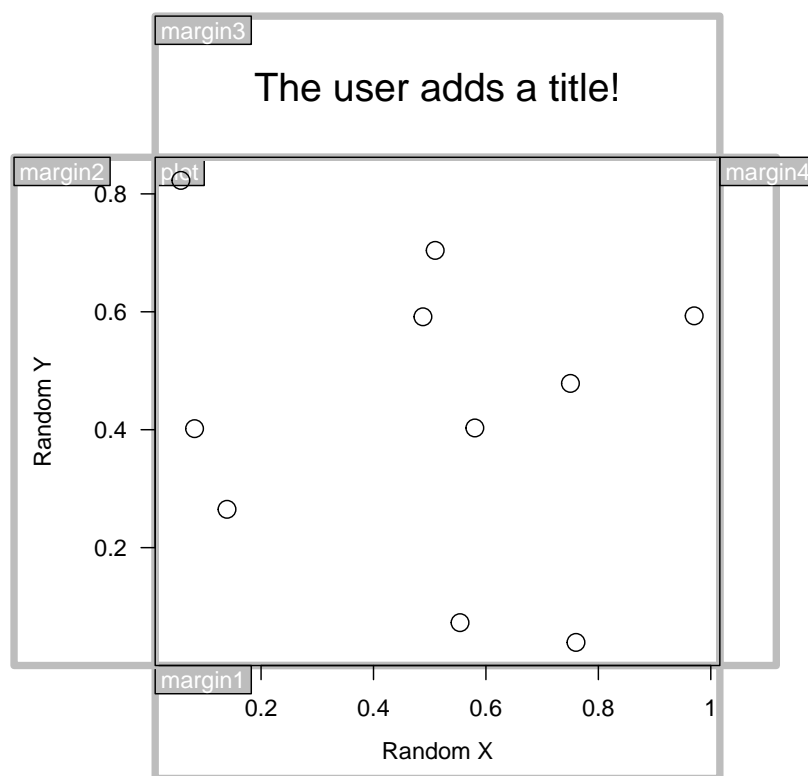 margin3
The user adds a title!
margin2
plot
margin4
0.8
0.6
0.4
0.2
Random Y
margin1
0.2 0.4 0.6 0.8 1
Random X